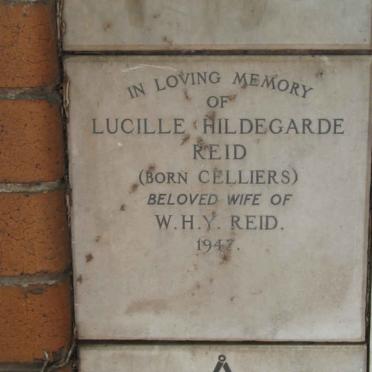 IN LOVING MEMORY
OF
LUCILLE HILDEGARDE
REID
(BORN CELLIERS)
BELOVED WIFE OF
W.H.Y. REID.
1947.